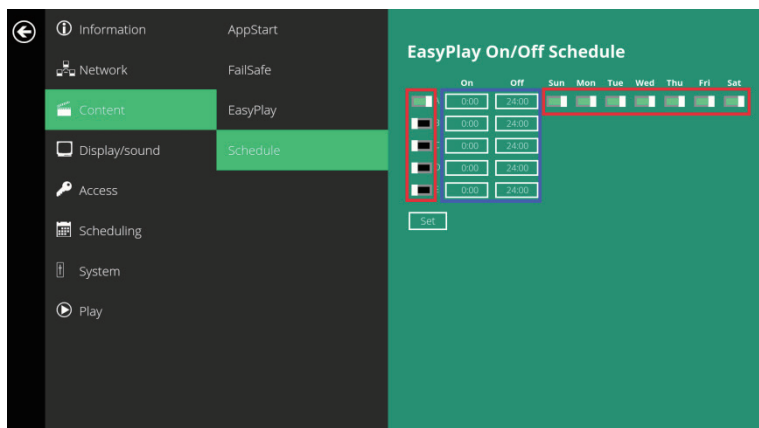 Information
Network
Content
Display/sound
Access
Scheduling
System
Play
AppStart
FailSafe
EasyPlay
Schedule
EasyPlay On/Off Schedule
On Off Sun Mon Tue Wed Thu Fri Sat
0:00 24:00
0:00 24:00
0:00 24:00
0:00 24:00
0:00 24:00
Set